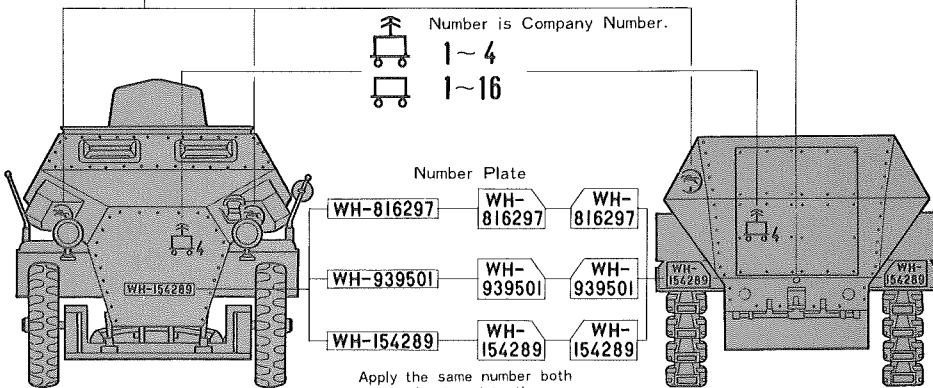 Number is Company Number.
1~4
1~16
Number Plate
WH-816297
WH-
816297
WH-
816297
WH-939501
WH-
939501
WH-
939501
WH-154289
WH-
154289
WH-
154289
Apply the same number both
4
WH-154289
4
WH-
154289
WH-
154289